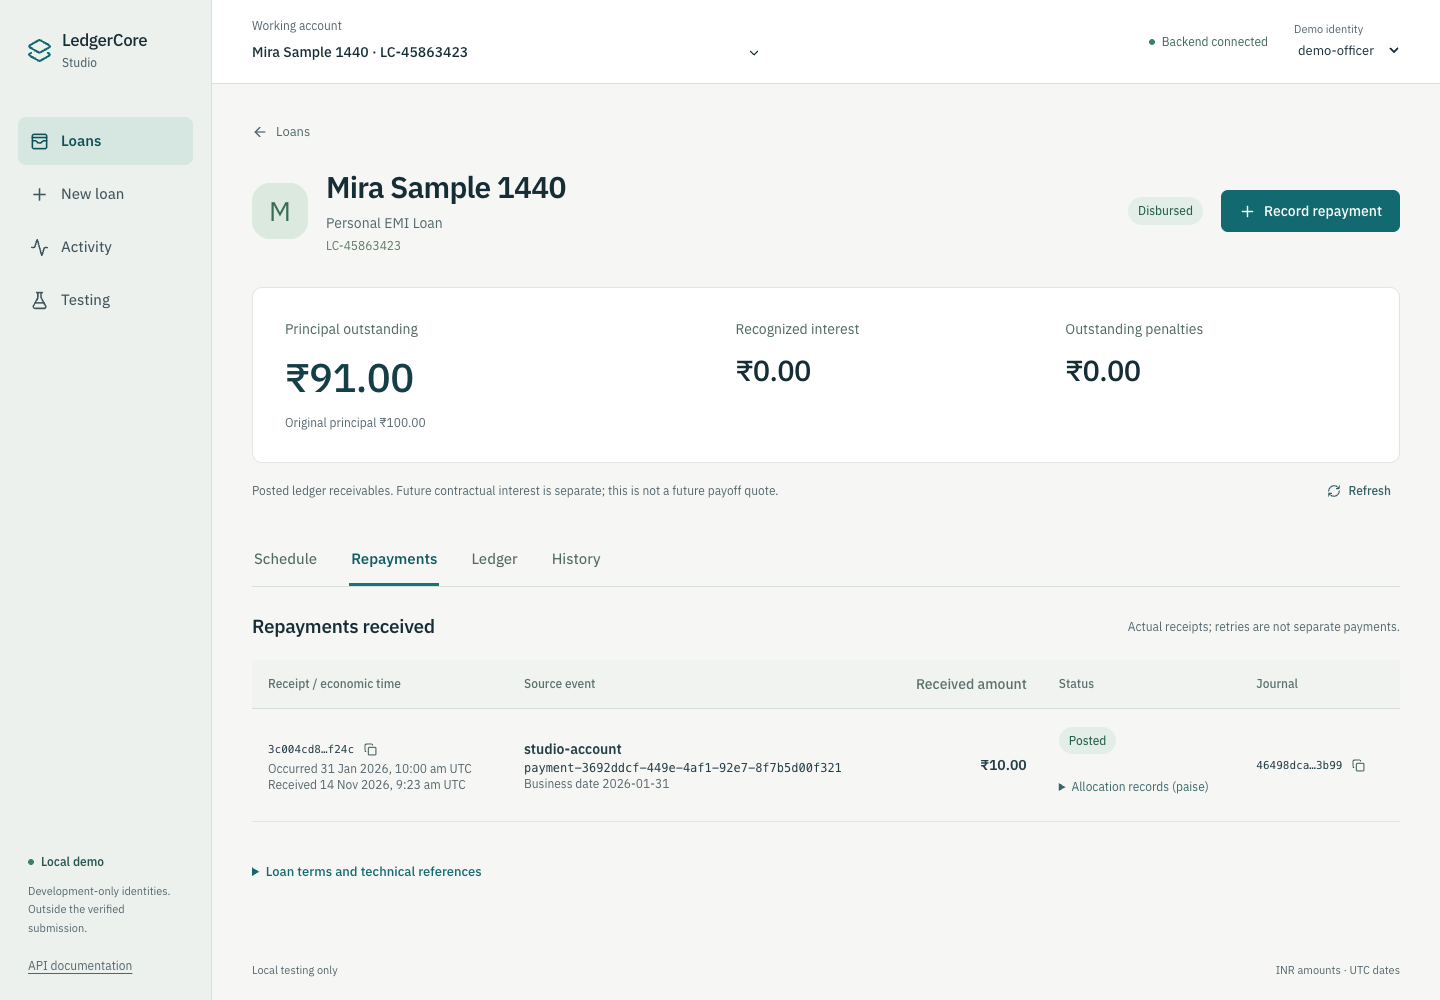 LedgerCore
Studio
Loans
New loan
Activity
Testing
Local demo
Development-only identities.
Outside the verified
submission.
API documentation
Working account
Mira Sample 1440 · LC-45863423
Backend connected
Demo identity
demo-officer
Loans
M
Mira Sample 1440
Personal EMI Loan
LC-45863423
Disbursed
Record repayment
Principal outstanding
₹91.00
Original principal ₹100.00
Recognized interest
₹0.00
Outstanding penalties
₹0.00
Posted ledger receivables. Future contractual interest is separate; this is not a future payoff quote.
Refresh
Schedule Repayments Ledger History
Repayments received
Actual receipts; retries are not separate payments.
Receipt / economic time Source event Received amount Status Journal
3c004cd8…f24c
Occurred 31 Jan 2026, 10:00 am UTC
Received 14 Nov 2026, 9:23 am UTC
studio-account
payment-3692ddcf-449e-4af1-92e7-8f7b5d00f321
Business date 2026-01-31
₹10.00
Posted
Allocation records (paise)
46498dca…3b99
Loan terms and technical references
Local testing only
INR amounts · UTC dates